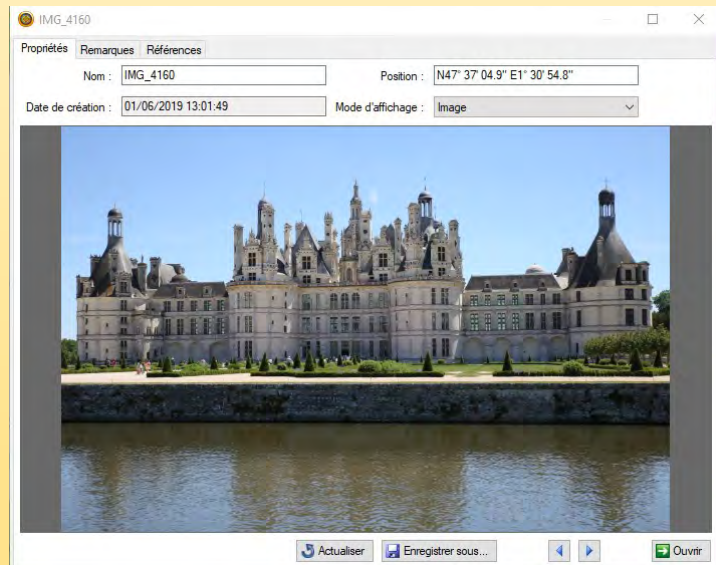 IMG_4160
Propriétés Remarques Références
Nom : IMG_4160 Position : N47° 37' 04.9" E1° 30' 54.8"
Date de création : 01/06/2019 13:01:49 Mode d'affichage : Image
Actualiser Enregistrer sous... Ouvrir